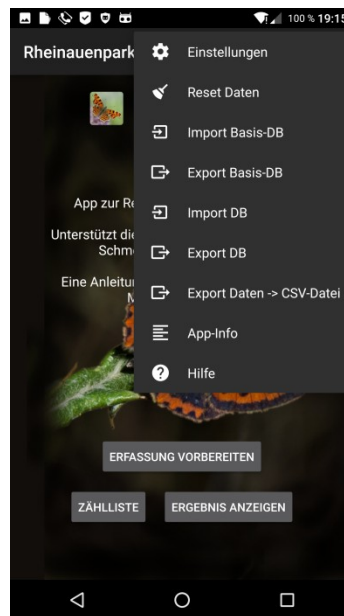 100 % 19:15
Rheinauenpark
Einstellungen
Reset Daten
Import Basis-DB
Export Basis-DB
Import DB
Export DB
Export Daten -> CSV-Datei
App-Info
Hilfe
App zur Re
Unterstützt di
Schm
Eine Anleitu
ERFASSUNG VORBEREITEN
ZÄHLLISTE
ERGEBNIS ANZEIGEN